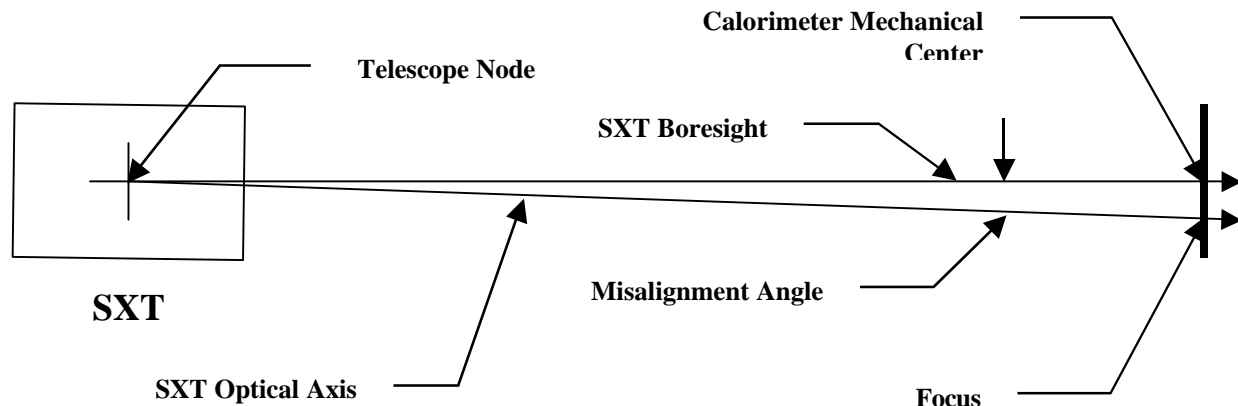 Calorimeter Mechanical
Center
Telescope Node
SXT Boresight
Misalignment Angle
SXT
SXT Optical Axis
Focus